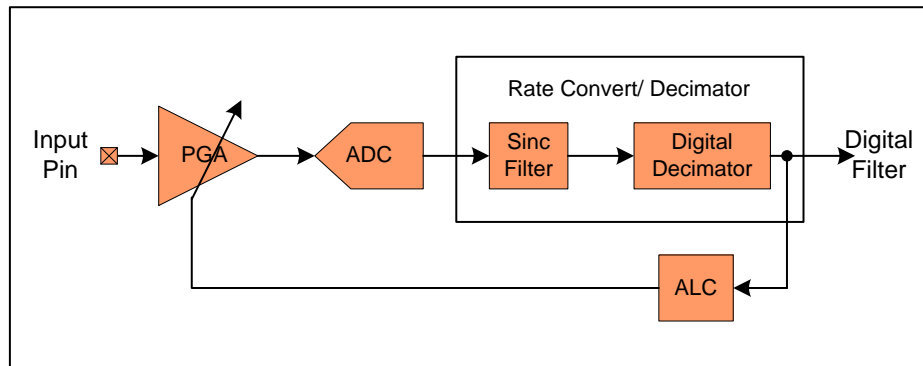 Rate Convert/ Decimator
Input
Pin
PGA
ADC
Sinc
Filter
Digital
Decimator
Digital
Filter
ALC